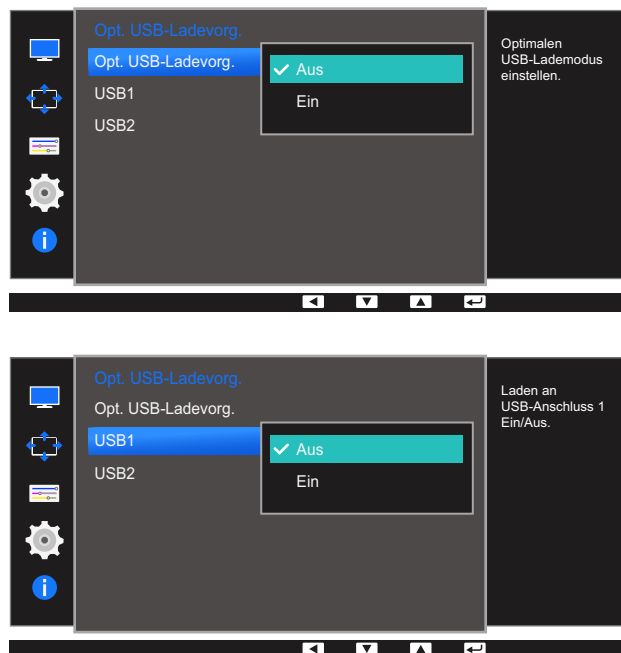 Opt. USB-Ladevorg.
Opt. USB-Ladevorg.
Aus
USB1
Ein
USB2
Optimalen
USB-Lademodus
einstellen.
Opt. USB-Ladevorg.
Opt. USB-Ladevorg.
USB1
Aus
USB2
Ein
Laden an
USB-Anschluss 1
Ein/Aus.